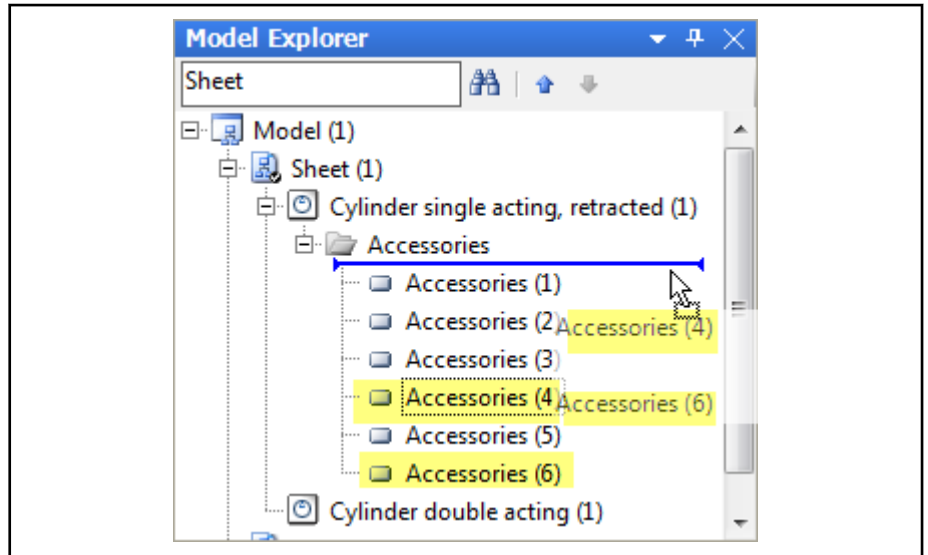 Model Explorer
Sheet
Model (1)
Sheet (1)
Cylinder single acting, retracted (1)
Accessories
Accessories (1)
Accessories (2)
Accessories (4)
Accessories (3)
Accessories (4)
Accessories (6)
Accessories (5)
Accessories (6)
Cylinder double acting (1)